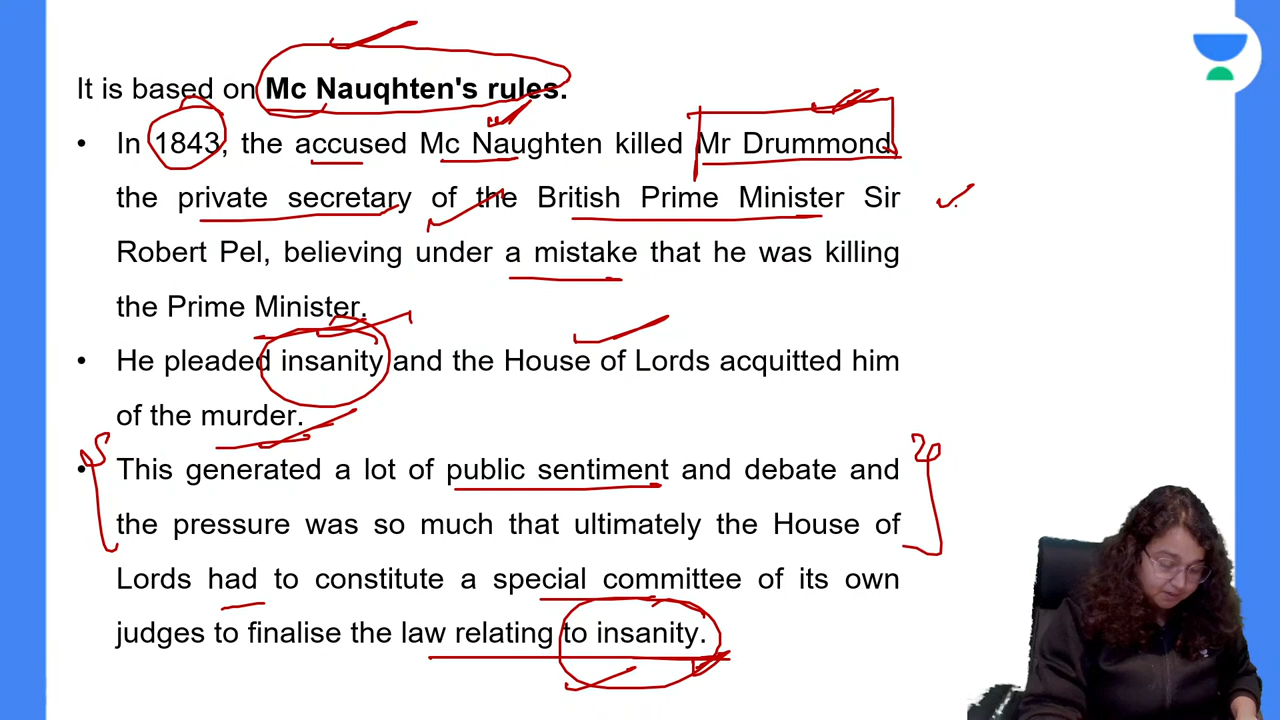 It is based on Mc Nauqhten's rules.
• In 1843, the accused Mc Naughten killed Mr Drummond,
the private secretary of the British Prime Minister Sir
Robert Pel, believing under a mistake that he was killing
the Prime Minister.
• He pleaded insanity and the House of Lords acquitted him
of the murder.
• This generated a lot of public sentiment and debate and
the pressure was so much that ultimately the House of
Lords had to constitute a special committee of its own
judges to finalise the law relating to insanity.